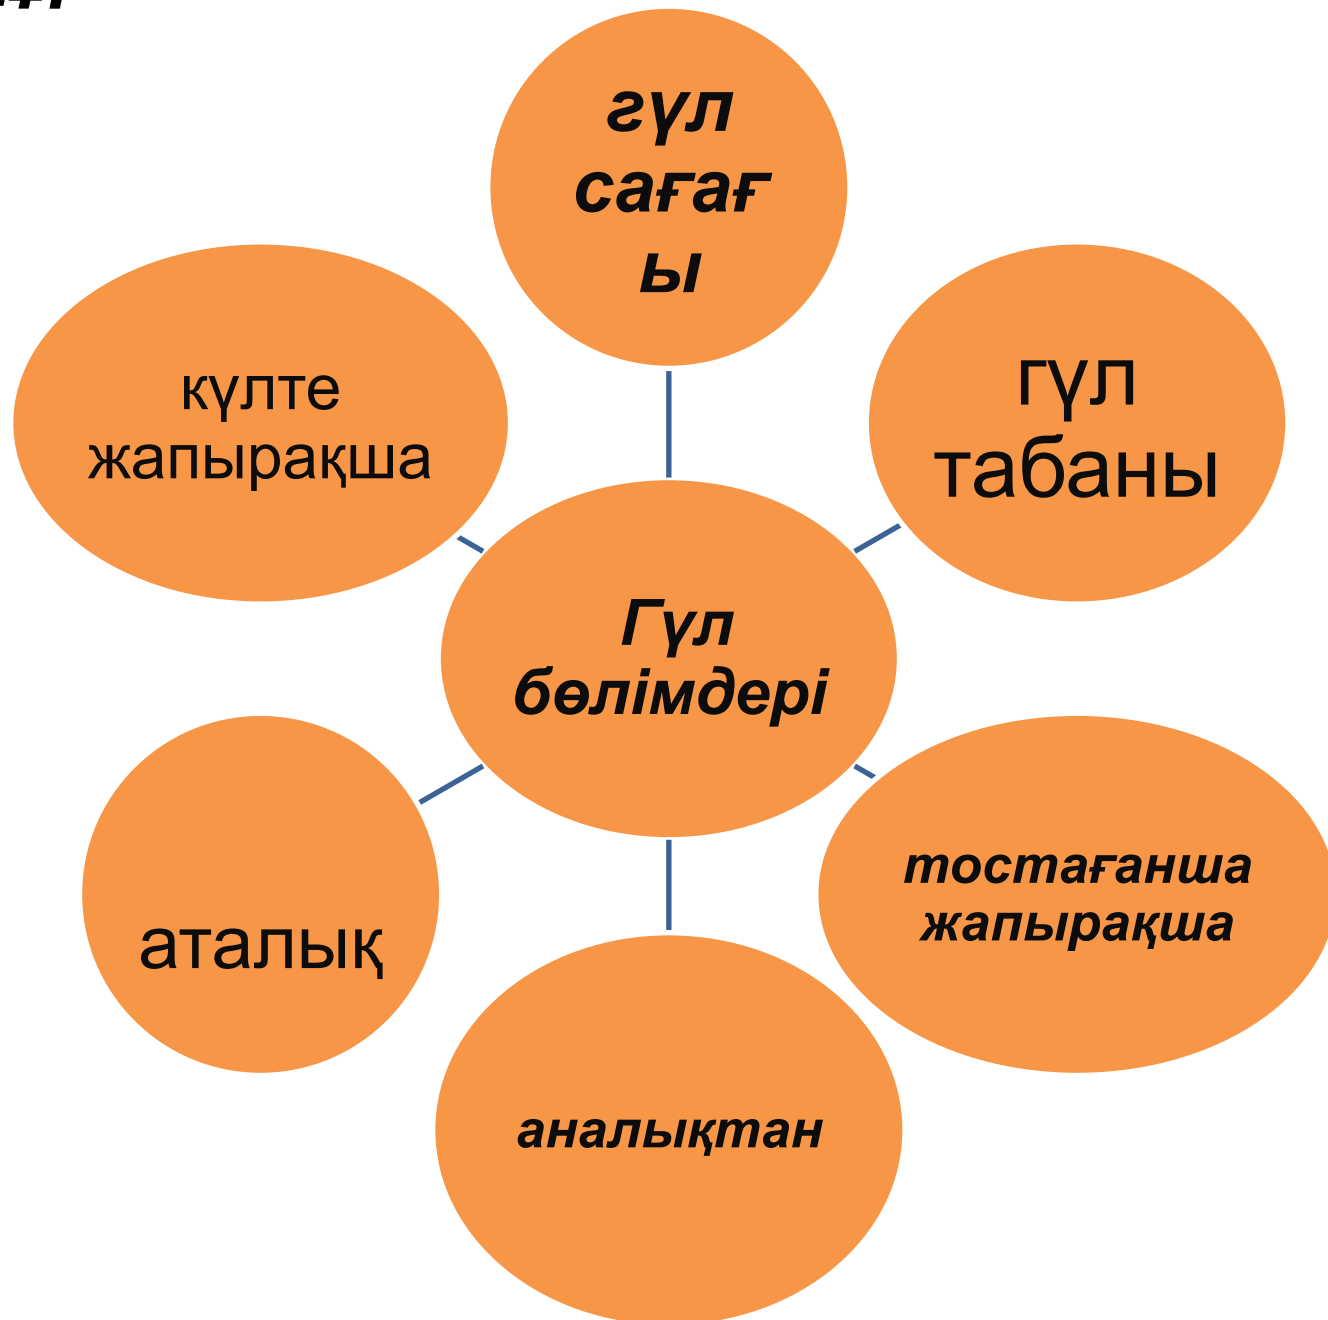 гүл
сағағ
ы
күлте
жапырақша
гүл
табаны
Гүл
бөлімдері
тостағанша
жапырақша
аталық
аналықтан